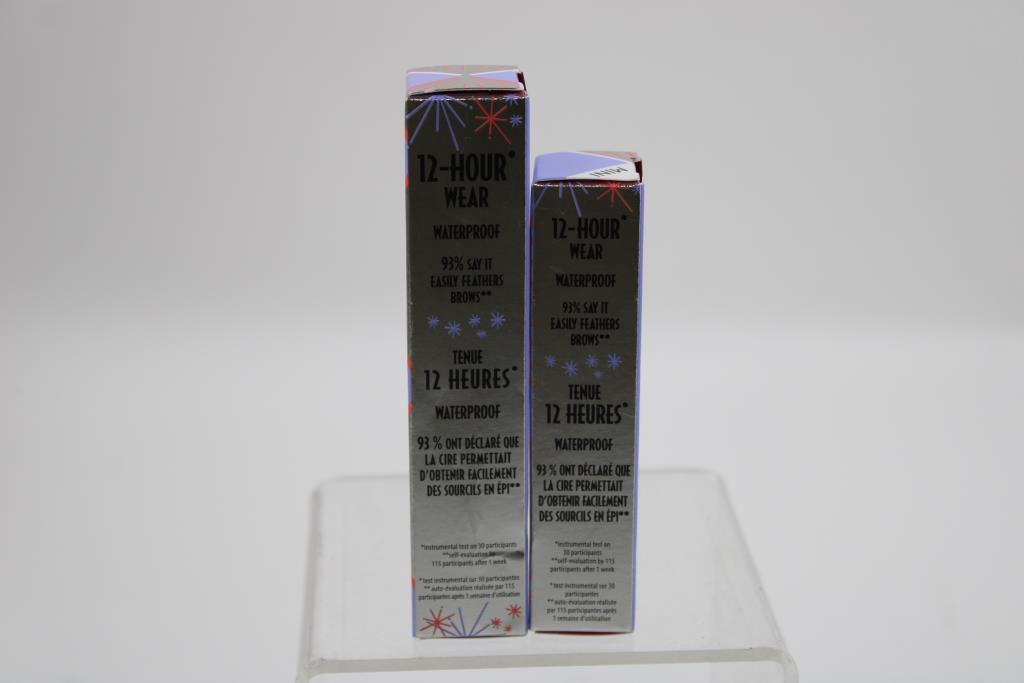 12-HOUR*
WEAR
WATERPROOF
93% SAY IT
EASILY FEATHERS
BROWS**
TENUE
12 HEURES*
WATERPROOF
93 % ONT DÉCLARÉ QUE
LA CIRE PERMETTAIT
D'OBTENIR FACILEMENT
DES SOURCILS EN ÉPI**
*instrumental test on 30 participants
**self-evaluation by
115 participants after 1 week
*test instrumental sur 30 participantes
** auto-évaluation réalisée par 115
participantes après 1 semaine d'utilisation
MINI
12-HOUR*
WEAR
WATERPROOF
93% SAY IT
EASILY FEATHERS
BROWS**
TENUE
12 HEURES*
WATERPROOF
93 % ONT DÉCLARÉ QUE
LA CIRE PERMETTAIT
D'OBTENIR FACILEMENT
DES SOURCILS EN ÉPI**
*instrumental test on
30 participants
**self-evaluation by 115
participants after 1 week
*test instrumental sur 30
participantes
** auto-évaluation réalisée
par 115 participantes après
1 semaine d'utilisation